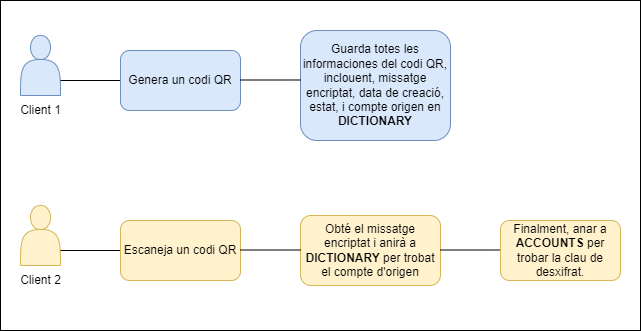 Client 1
Genera un codi QR
Guarda totes les
informaciones del codi QR,
inclouent, missatge
encriptat, data de creació,
estat, i compte origen en
DICTIONARY
Client 2
Escaneja un codi QR
Obté el missatge
encriptat i anirà a
DICTIONARY per trobat
el compte d'origen
Finalment, anar a
ACCOUNTS per
trobar la clau de
desxifrat.